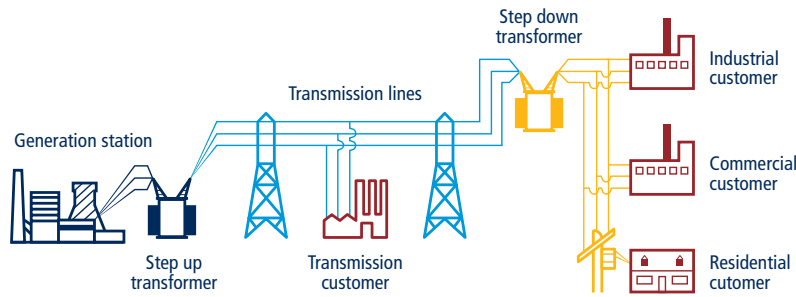 Step down
transformer
Industrial
customer
Transmission lines
Generation station
Commercial
customer
Step up
transformer
Transmission
customer
Residential
cutomer